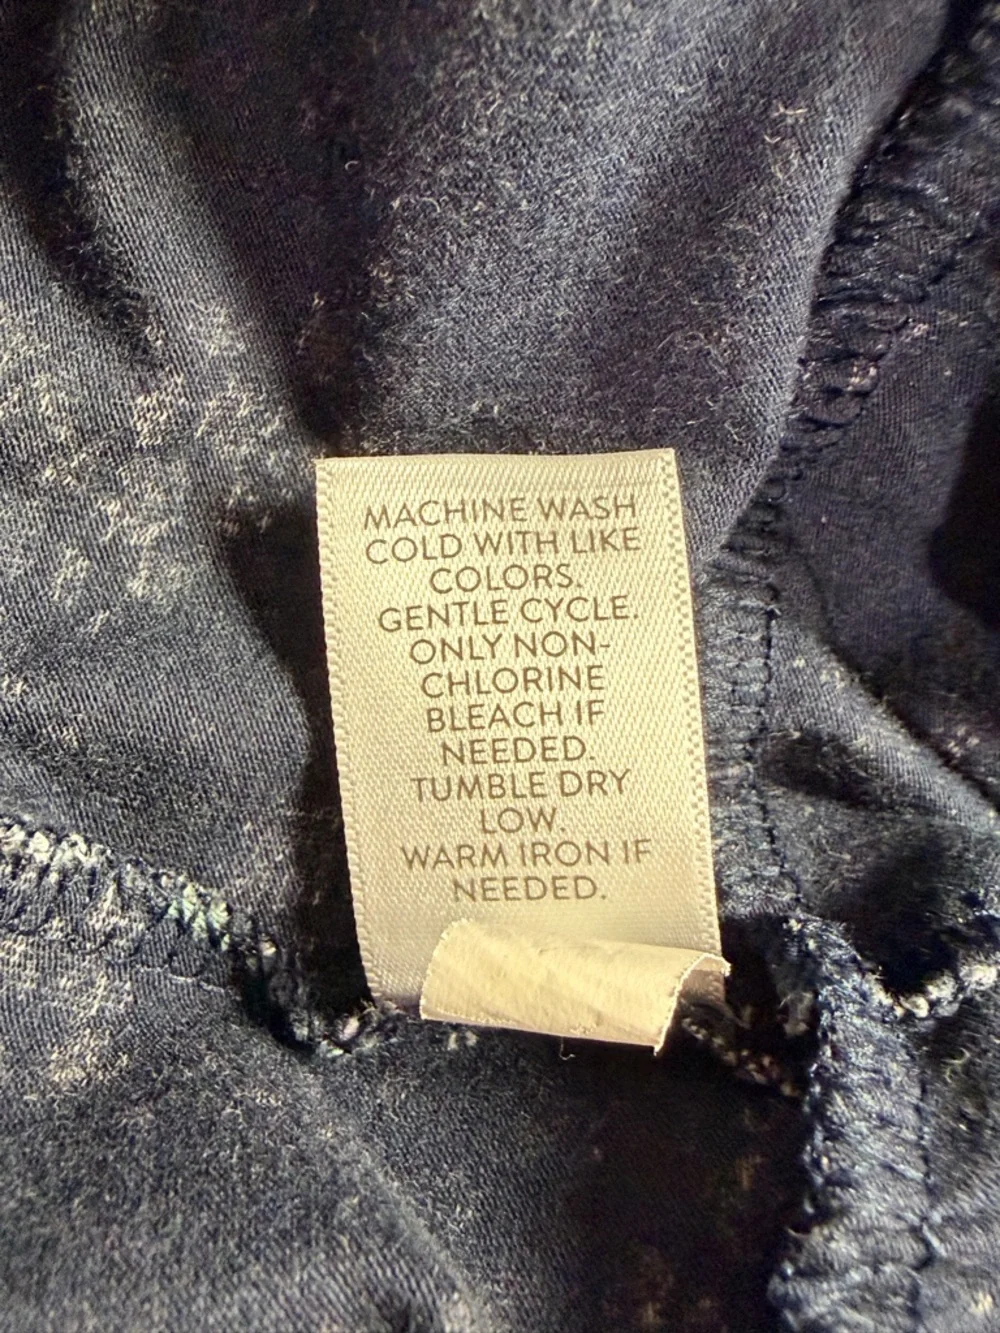 MACHINE WASH
COLD WITH LIKE
COLORS.
GENTLE CYCLE.
ONLY NON-
CHLORINE
BLEACH IF
NEEDED.
TUMBLE DRY
LOW.
WARM IRON IF
NEEDED.